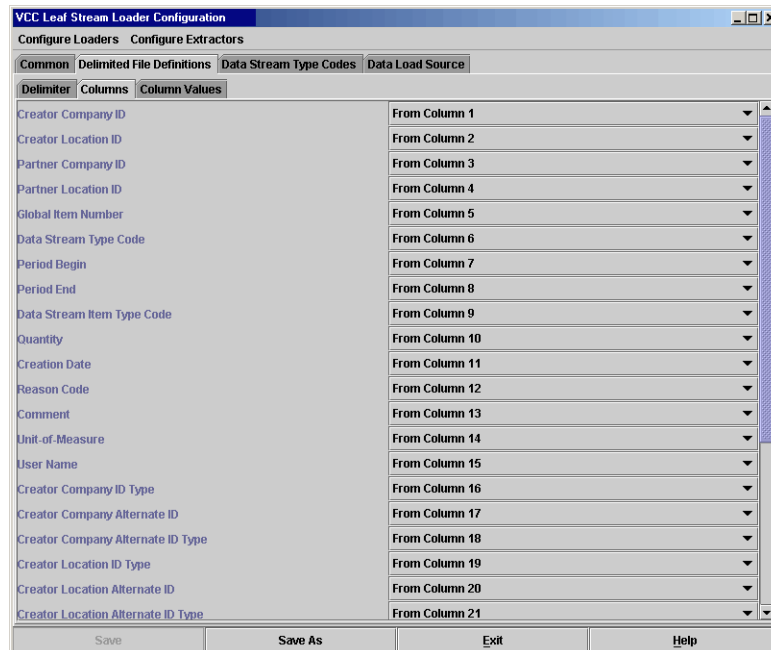 VCC Leaf Stream Loader Configuration
Configure Loaders Configure Extractors
Common Delimited File Definitions Data Stream Type Codes Data Load Source
Delimiter Columns Column Values
Creator Company ID From Column 1
Creator Location ID From Column 2
Partner Company ID From Column 3
Partner Location ID From Column 4
Global Item Number From Column 5
Data Stream Type Code From Column 6
Period Begin From Column 7
Period End From Column 8
Data Stream Item Type Code From Column 9
Quantity From Column 10
Creation Date From Column 11
Reason Code From Column 12
Comment From Column 13
Unit-of-Measure From Column 14
User Name From Column 15
Creator Company ID Type From Column 16
Creator Company Alternate ID From Column 17
Creator Company Alternate ID Type From Column 18
Creator Location ID Type From Column 19
Creator Location Alternate ID From Column 20
Creator Location Alternate ID Type From Column 21
Save Save As Exit Help